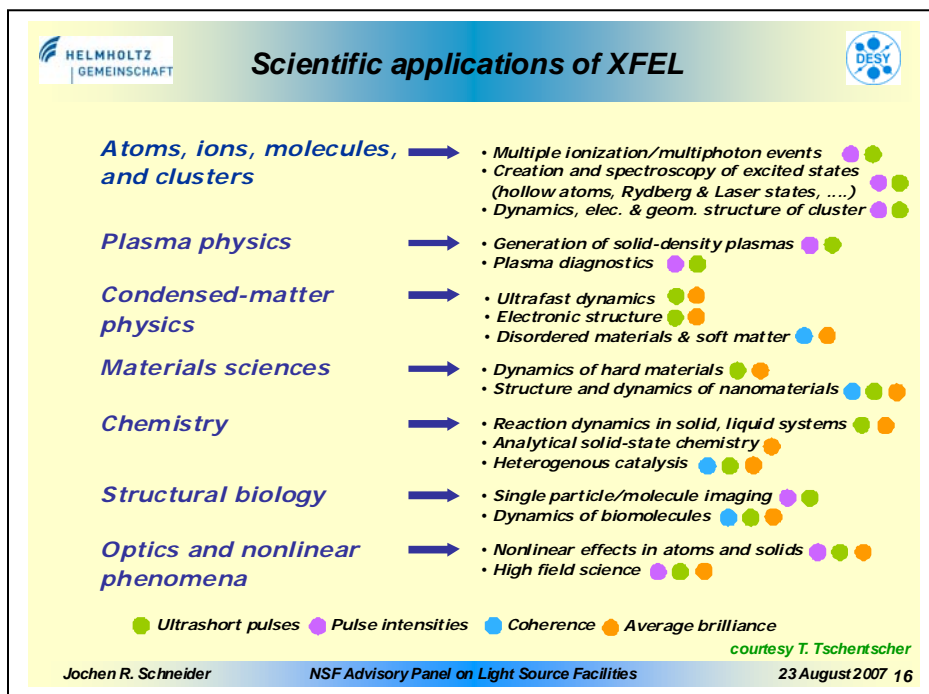 HELMHOLTZ
GEMEINSCHAFT
Scientific applications of XFEL
DESY
Atoms, ions, molecules,
and clusters
• Multiple ionization/multiphoton events
• Creation and spectroscopy of excited states
(hollow atoms, Rydberg & Laser states, ....)
• Dynamics, elec. & geom. structure of cluster
Plasma physics
• Generation of solid-density plasmas
• Plasma diagnostics
Condensed-matter
physics
• Ultrafast dynamics
• Electronic structure
• Disordered materials & soft matter
Materials sciences
• Dynamics of hard materials
• Structure and dynamics of nanomaterials
Chemistry
• Reaction dynamics in solid, liquid systems
• Analytical solid-state chemistry
• Heterogenous catalysis
Structural biology
• Single particle/molecule imaging
• Dynamics of biomolecules
Optics and nonlinear
phenomena
• Nonlinear effects in atoms and solids
• High field science
Ultrashort pulses Pulse intensities Coherence Average brilliance
courtesy T. Tschentscher
Jochen R. Schneider NSF Advisory Panel on Light Source Facilities 23 August 2007 16